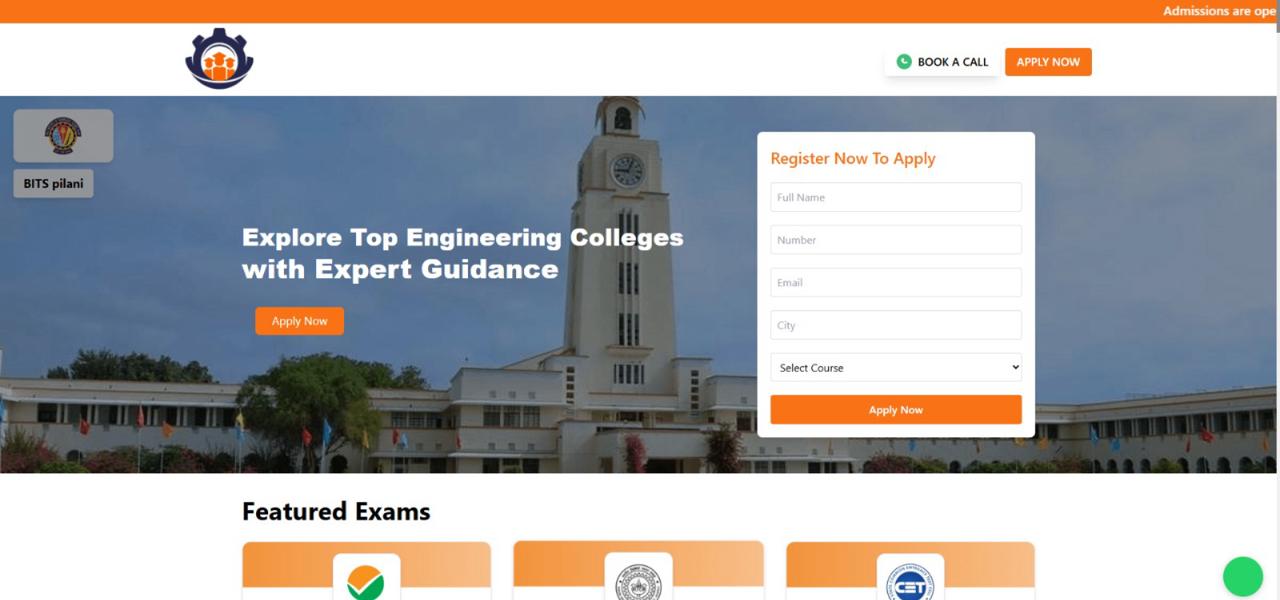 Admissions are ope
BOOK A CALL
APPLY NOW
BITS pilani
Explore Top Engineering Colleges
with Expert Guidance
Apply Now
Register Now To Apply
Full Name
Number
Email
City
Select Course
Apply Now
Featured Exams
CET